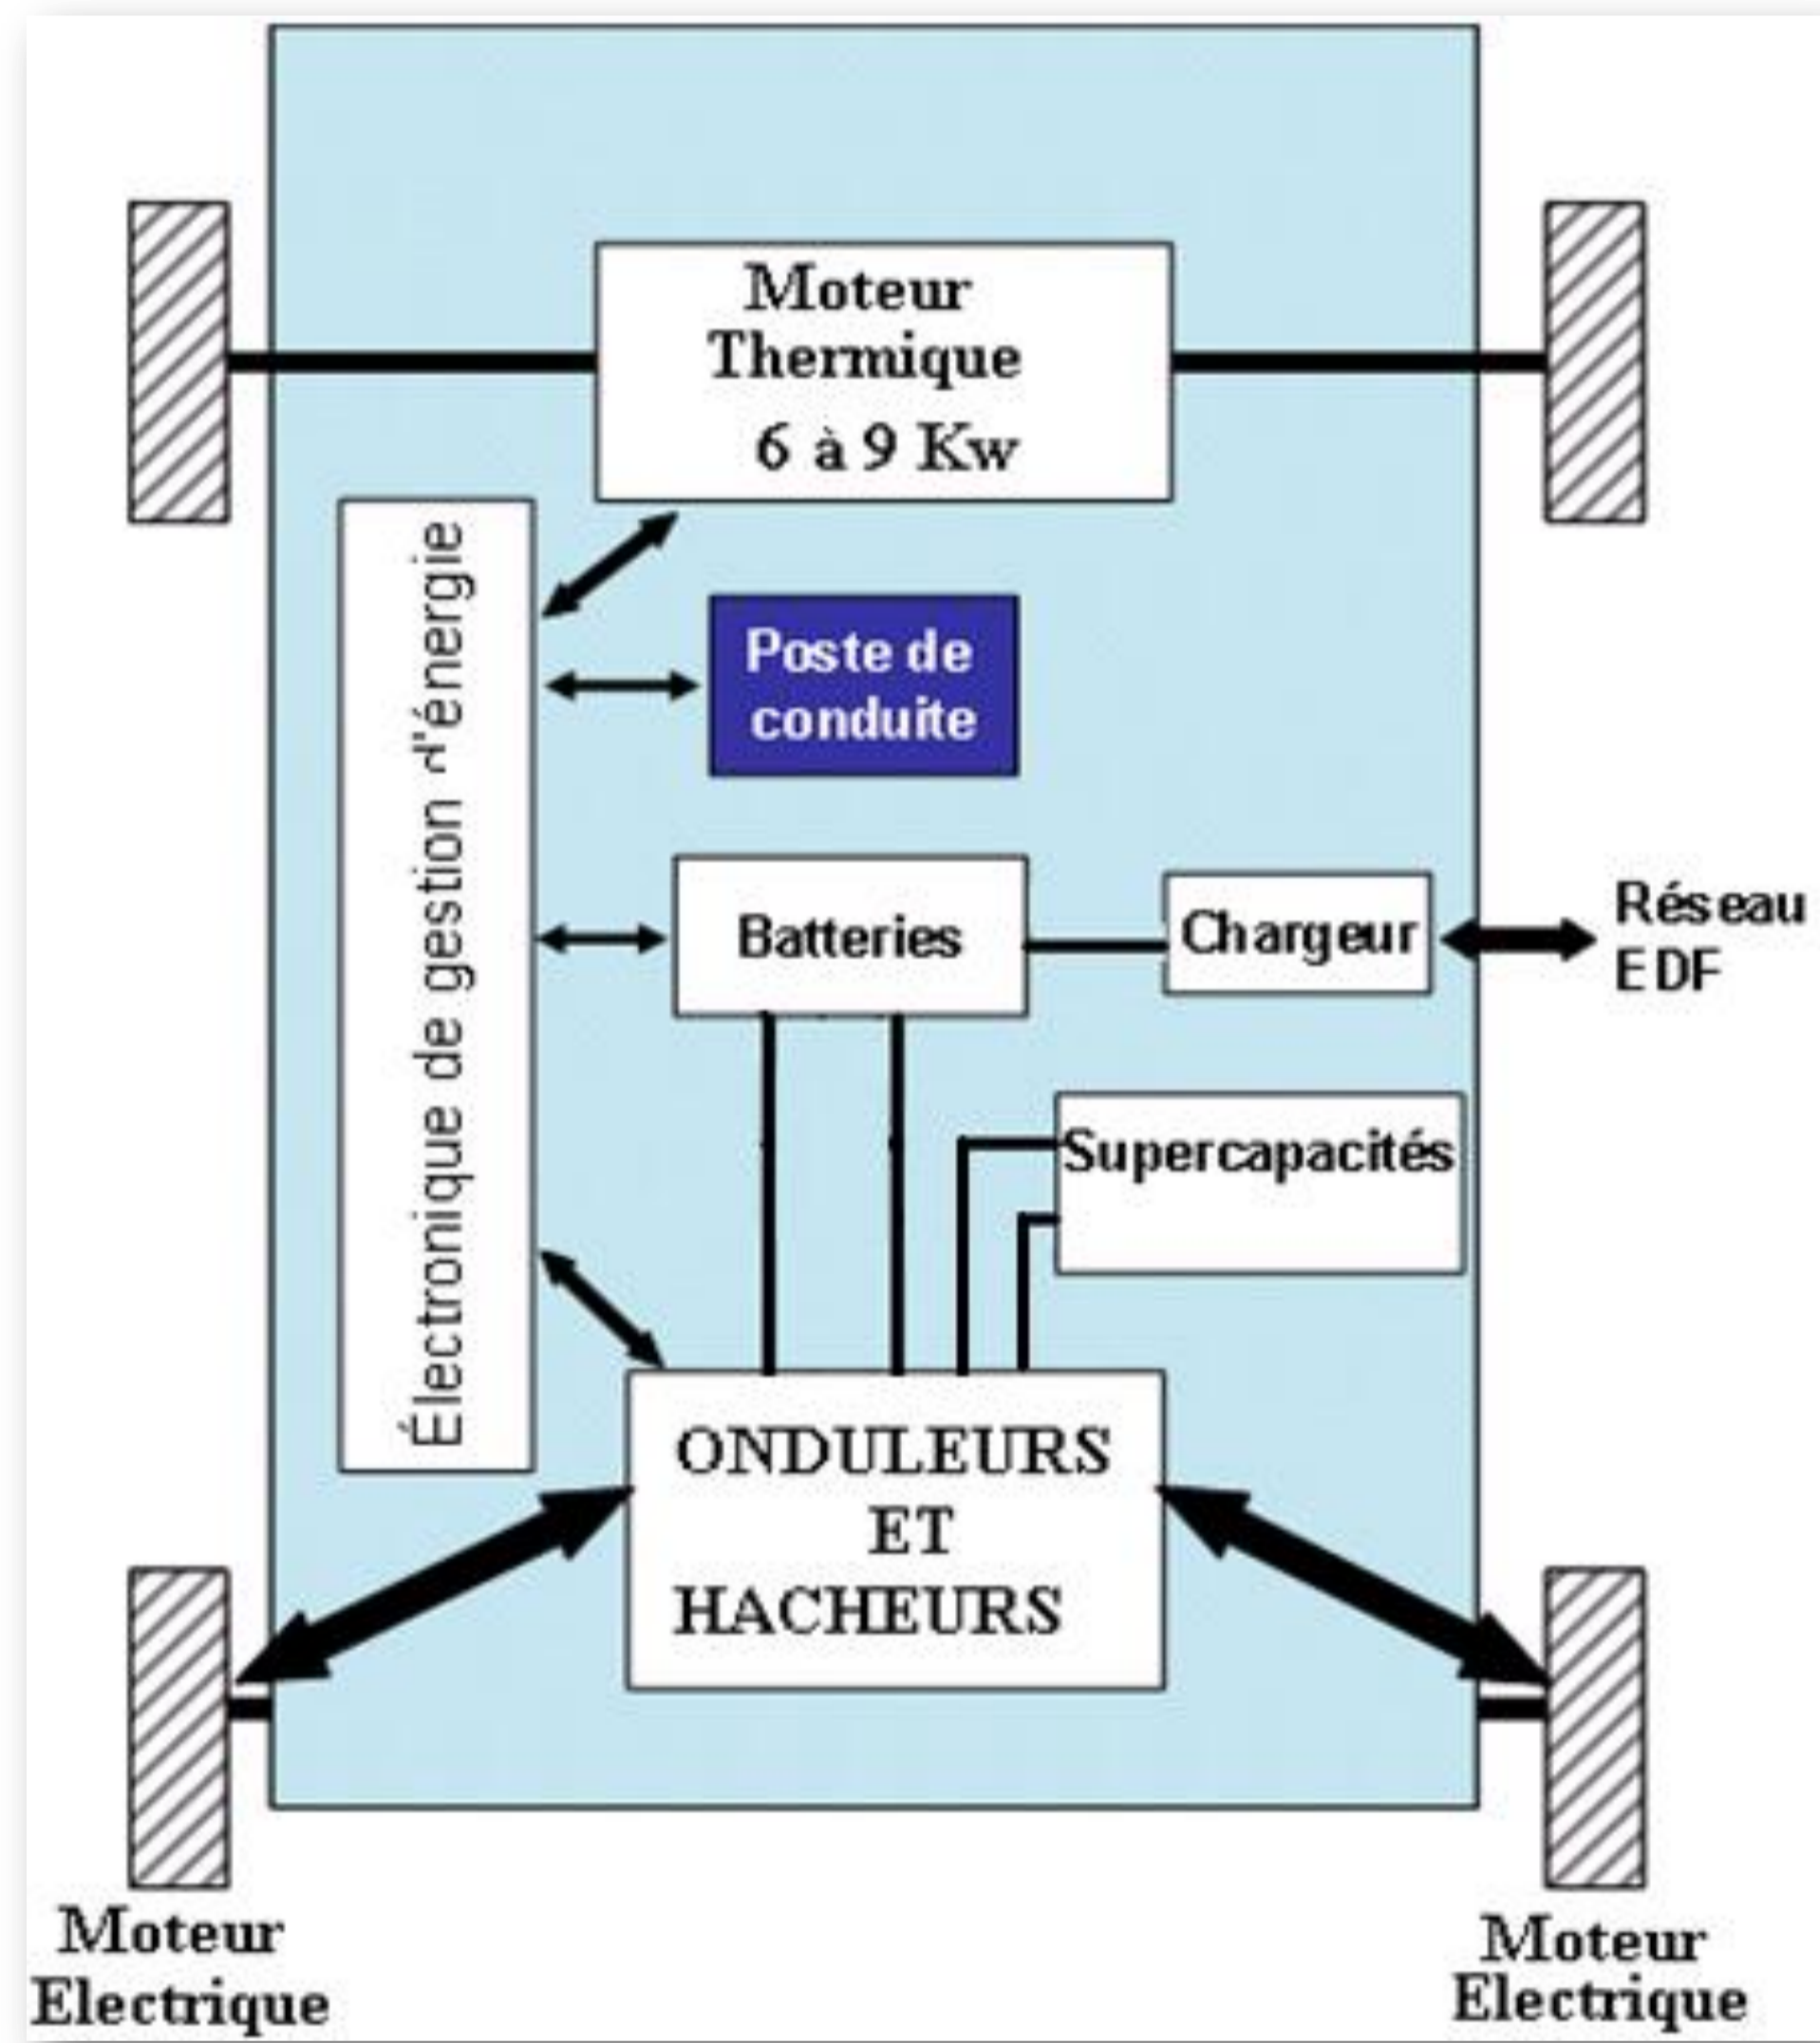 Moteur
Thermique
6 à 9 Kw
Électronique de gestion d'énergie
Poste de
conduite
Batteries
Chargeur
Réseau
EDF
Supercapacités
ONDULEURS
ET
HACHEURS
Moteur
Electrique
Moteur
Electrique